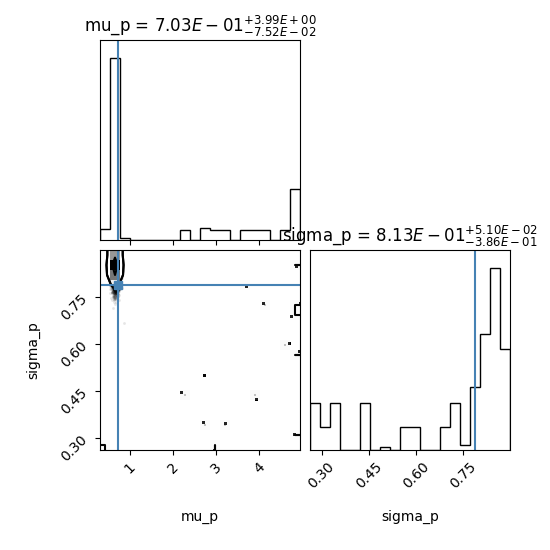 mu_p = 7.03E − 01+3.99E+00 −7.52E−02
sigma_p = 8.13E − 01+5.10E−02 −3.86E−01
sigma_p
0.75
0.60
0.45
0.30
1 2 3 4
0.30 0.45 0.60 0.75
mu_p
sigma_p